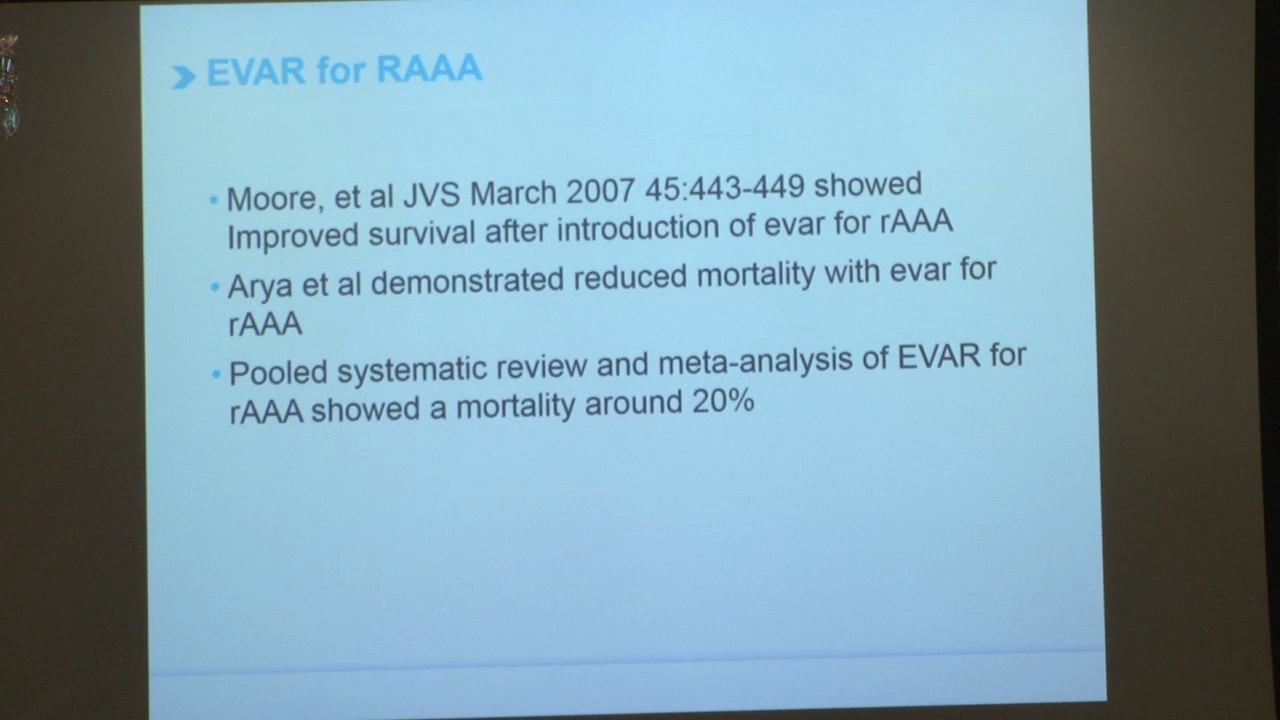 EVAR for RAAA
• Moore, et al JVS March 2007 45:443-449 showed
Improved survival after introduction of evar for rAAA
• Arya et al demonstrated reduced mortality with evar for
rAAA
• Pooled systematic review and meta-analysis of EVAR for
rAAA showed a mortality around 20%